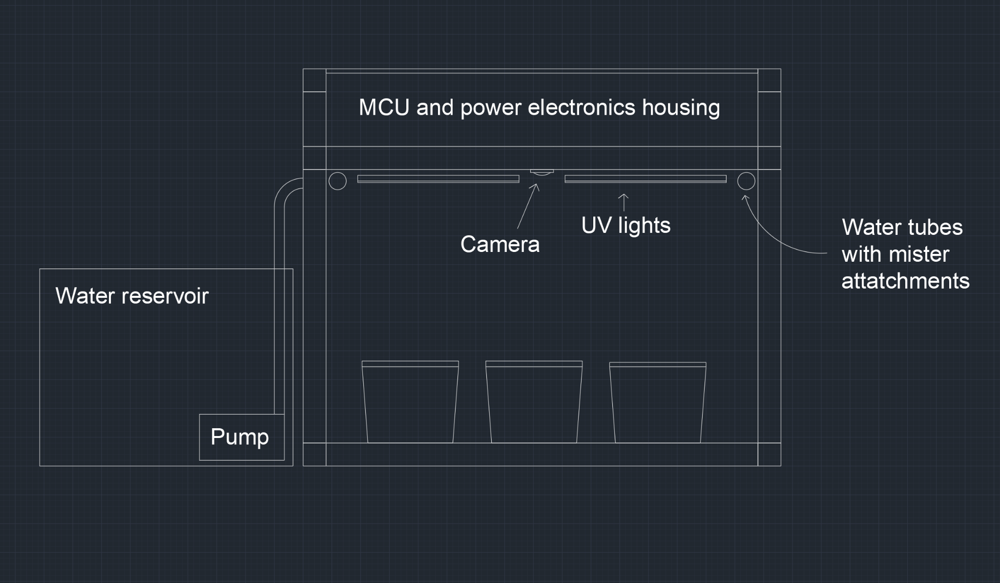 MCU and power electronics housing
UV lights
Camera
Water tubes
with mister
attatchments
Water reservoir
Pump